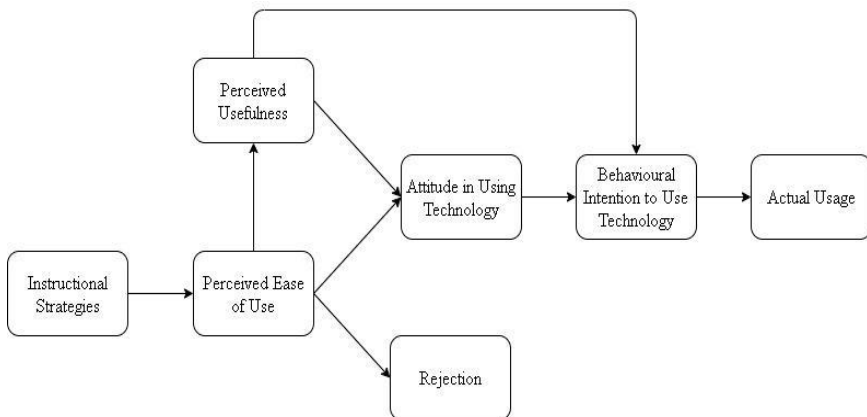 Perceived
Usefulness
Attitude in Using
Technology
Behavioural
Intention to Use
Technology
Actual Usage
Instructional
Strategies
Perceived Ease
of Use
Rejection